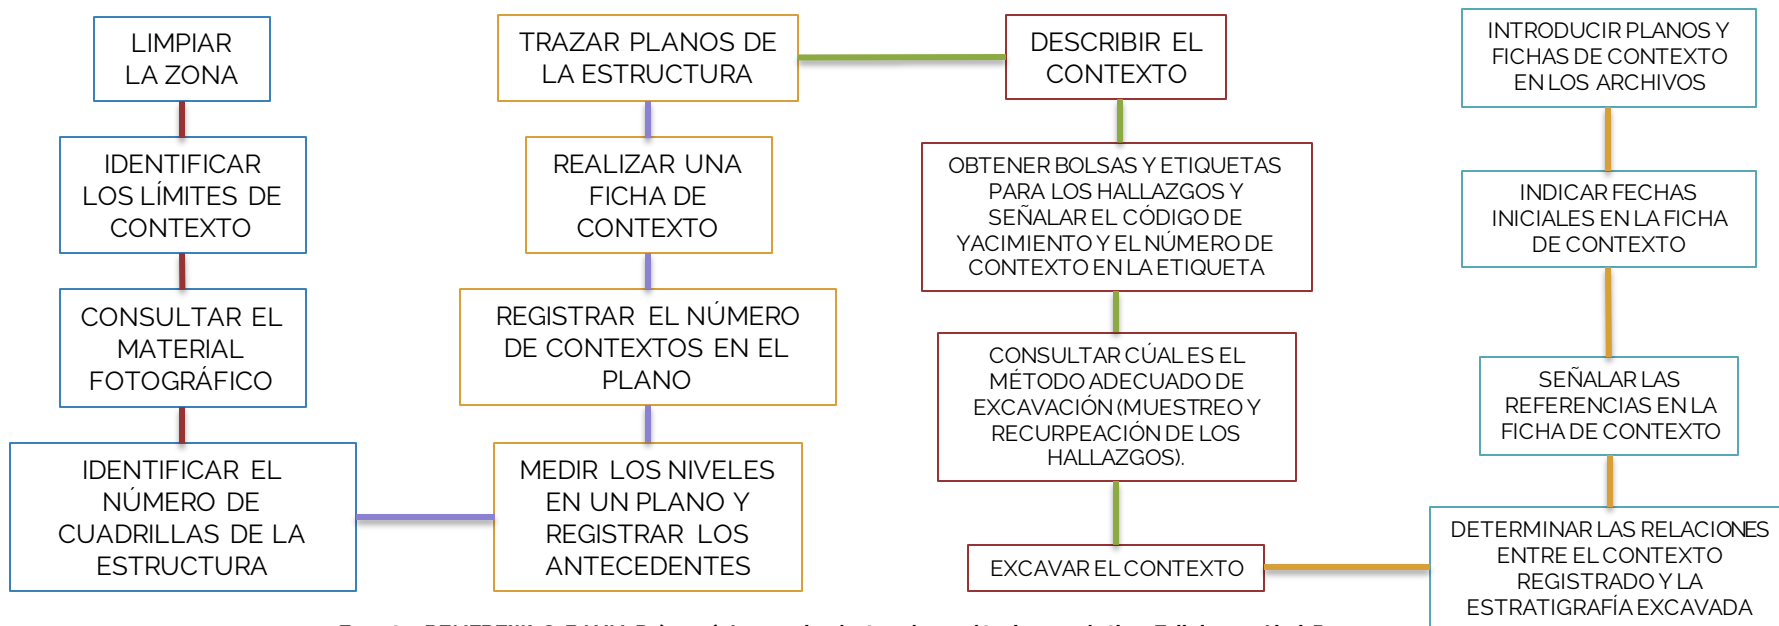 LIMPIAR
LA ZONA
IDENTIFICAR
LOS LÍMITES DE
CONTEXTO
CONSULTAR EL
MATERIAL
FOTOGRÁFICO
IDENTIFICAR EL
NÚMERO DE
CUADRILLAS DE LA
ESTRUCTURA
MEDIR LOS NIVELES
EN UN PLANO Y
REGISTRAR LOS
ANTECEDENTES
REGISTRAR EL NÚMERO
DE CONTEXTOS EN EL
PLANO
REALIZAR UNA
FICHA DE
CONTEXTO
TRAZAR PLANOS DE
LA ESTRUCTURA
DESCRIBIR EL
CONTEXTO
OBTENER BOLSAS Y ETIQUETAS
PARA LOS HALLAZGOS Y
SEÑALAR EL CÓDIGO DE
YACIMIENTO Y EL NÚMERO DE
CONTEXTO EN LA ETIQUETA
CONSULTAR CÚAL ES EL
MÉTODO ADECUADO DE
EXCAVACIÓN (MUESTREO Y
RECURPEACIÓN DE LOS
HALLAZGOS).
EXCAVAR EL CONTEXTO
DETERMINAR LAS RELACIONES
ENTRE EL CONTEXTO
REGISTRADO Y LA
ESTRATIGRAFÍA EXCAVADA
SEÑALAR LAS
REFERENCIAS EN LA
FICHA DE CONTEXTO
INDICAR FECHAS
INICIALES EN LA FICHA
DE CONTEXTO
INTRODUCIR PLANOS Y
FICHAS DE CONTEXTO
EN LOS ARCHIVOS